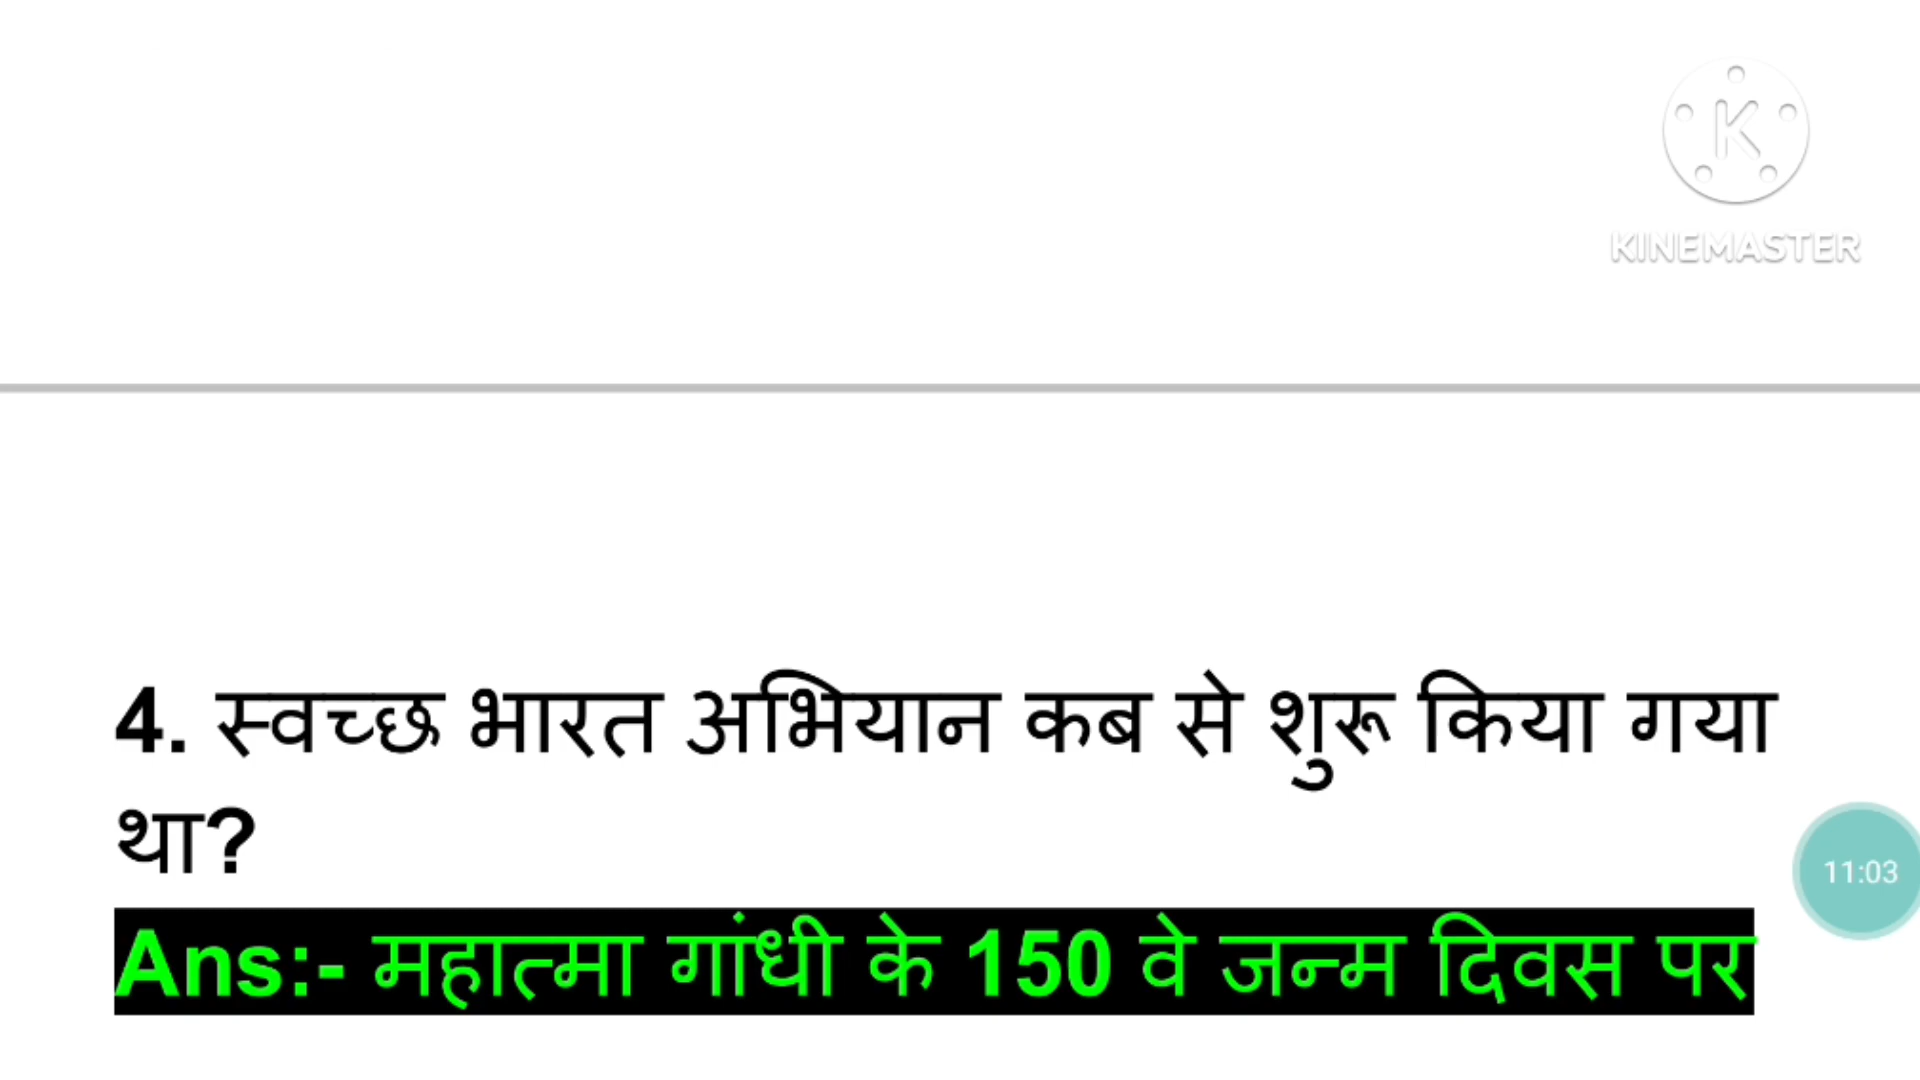 K
KINEMASTER
4. स्वच्छ भारत अभियान कब से शुरू किया गया
था?
11:03
Ans:- महात्मा गांधी के 150 वे जन्म दिवस पर